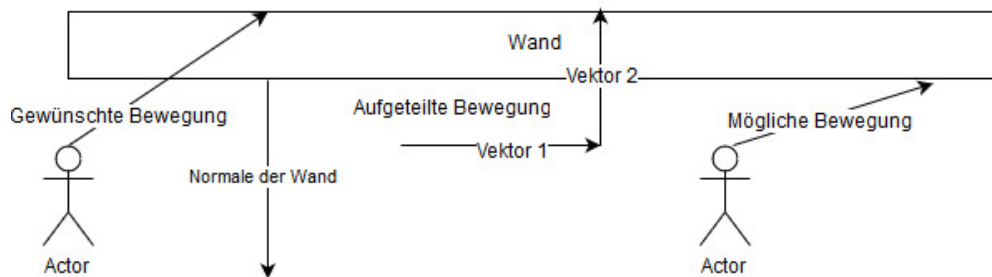 Wand
Vektor 2
Gewünschte Bewegung
Aufgeteilte Bewegung
Mögliche Bewegung
Vektor 1
Normale der Wand
Actor
Actor